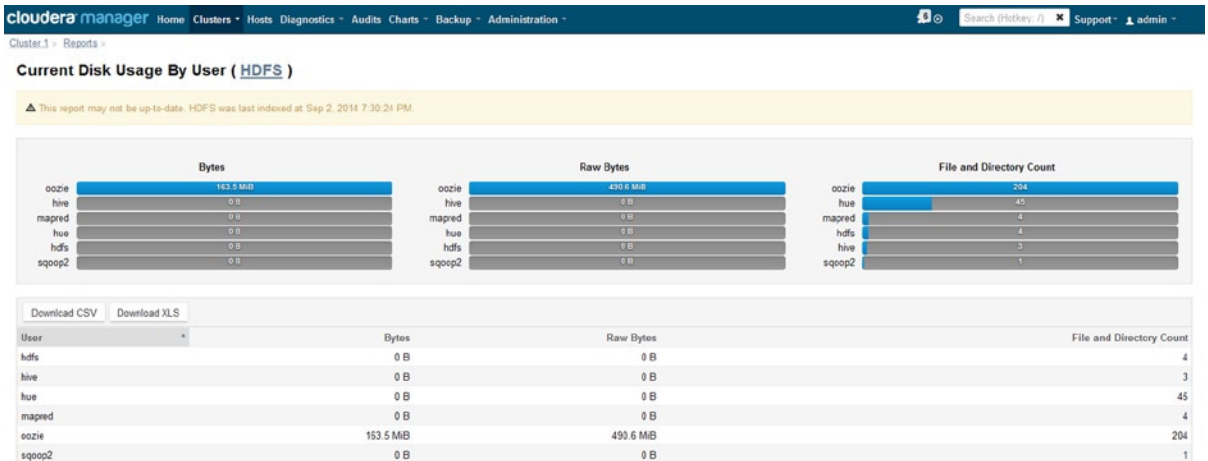 cloudera manager Home Clusters Hosts Diagnostics Audits Charts Backup Administration 6 Search (Hotkey: /) Support admin
Cluster 1 » Reports »
Current Disk Usage By User ( HDFS )
This report may not be up-to-date. HDFS was last indexed at Sep 2, 2014 7:30:24 PM.
Bytes
oozie 163.5 MiB
hive 0 B
mapred 0 B
hue 0 B
hdfs 0 B
sqoop2 0 B
Raw Bytes
oozie 490.6 MiB
hive 0 B
mapred 0 B
hue 0 B
hdfs 0 B
sqoop2 0 B
File and Directory Count
oozie 204
hue 45
mapred 4
hdfs 4
hive 3
sqoop2 1
Download CSV Download XLS
User Bytes Raw Bytes File and Directory Count
hdfs 0 B 0 B 4
hive 0 B 0 B 3
hue 0 B 0 B 45
mapred 0 B 0 B 4
oozie 163.5 MiB 490.6 MiB 204
sqoop2 0 B 0 B 1